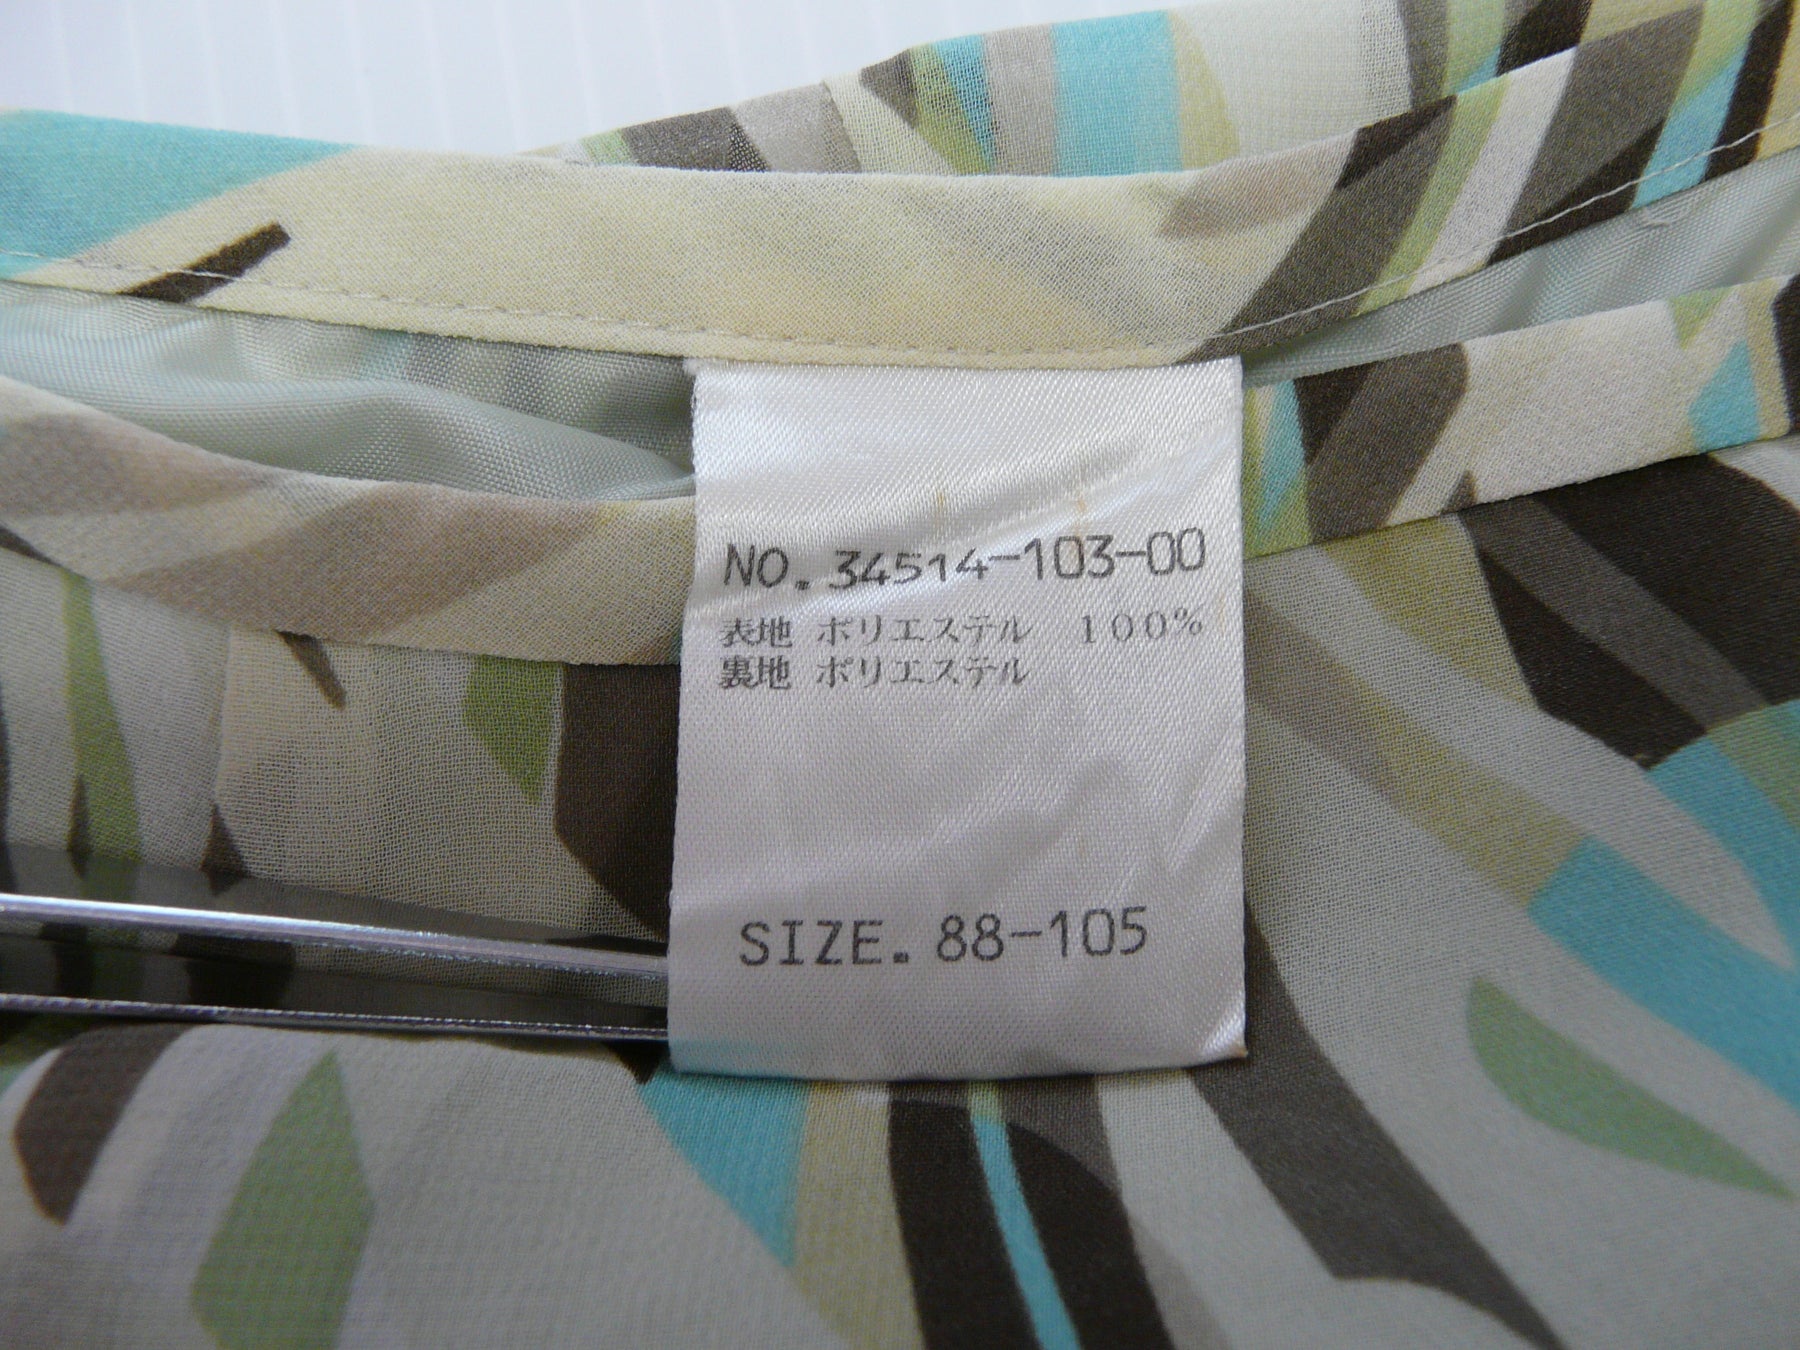 NO. 34514-103-00
表地 ポリエステル 100%
裏地 ポリエステル
SIZE. 88-105